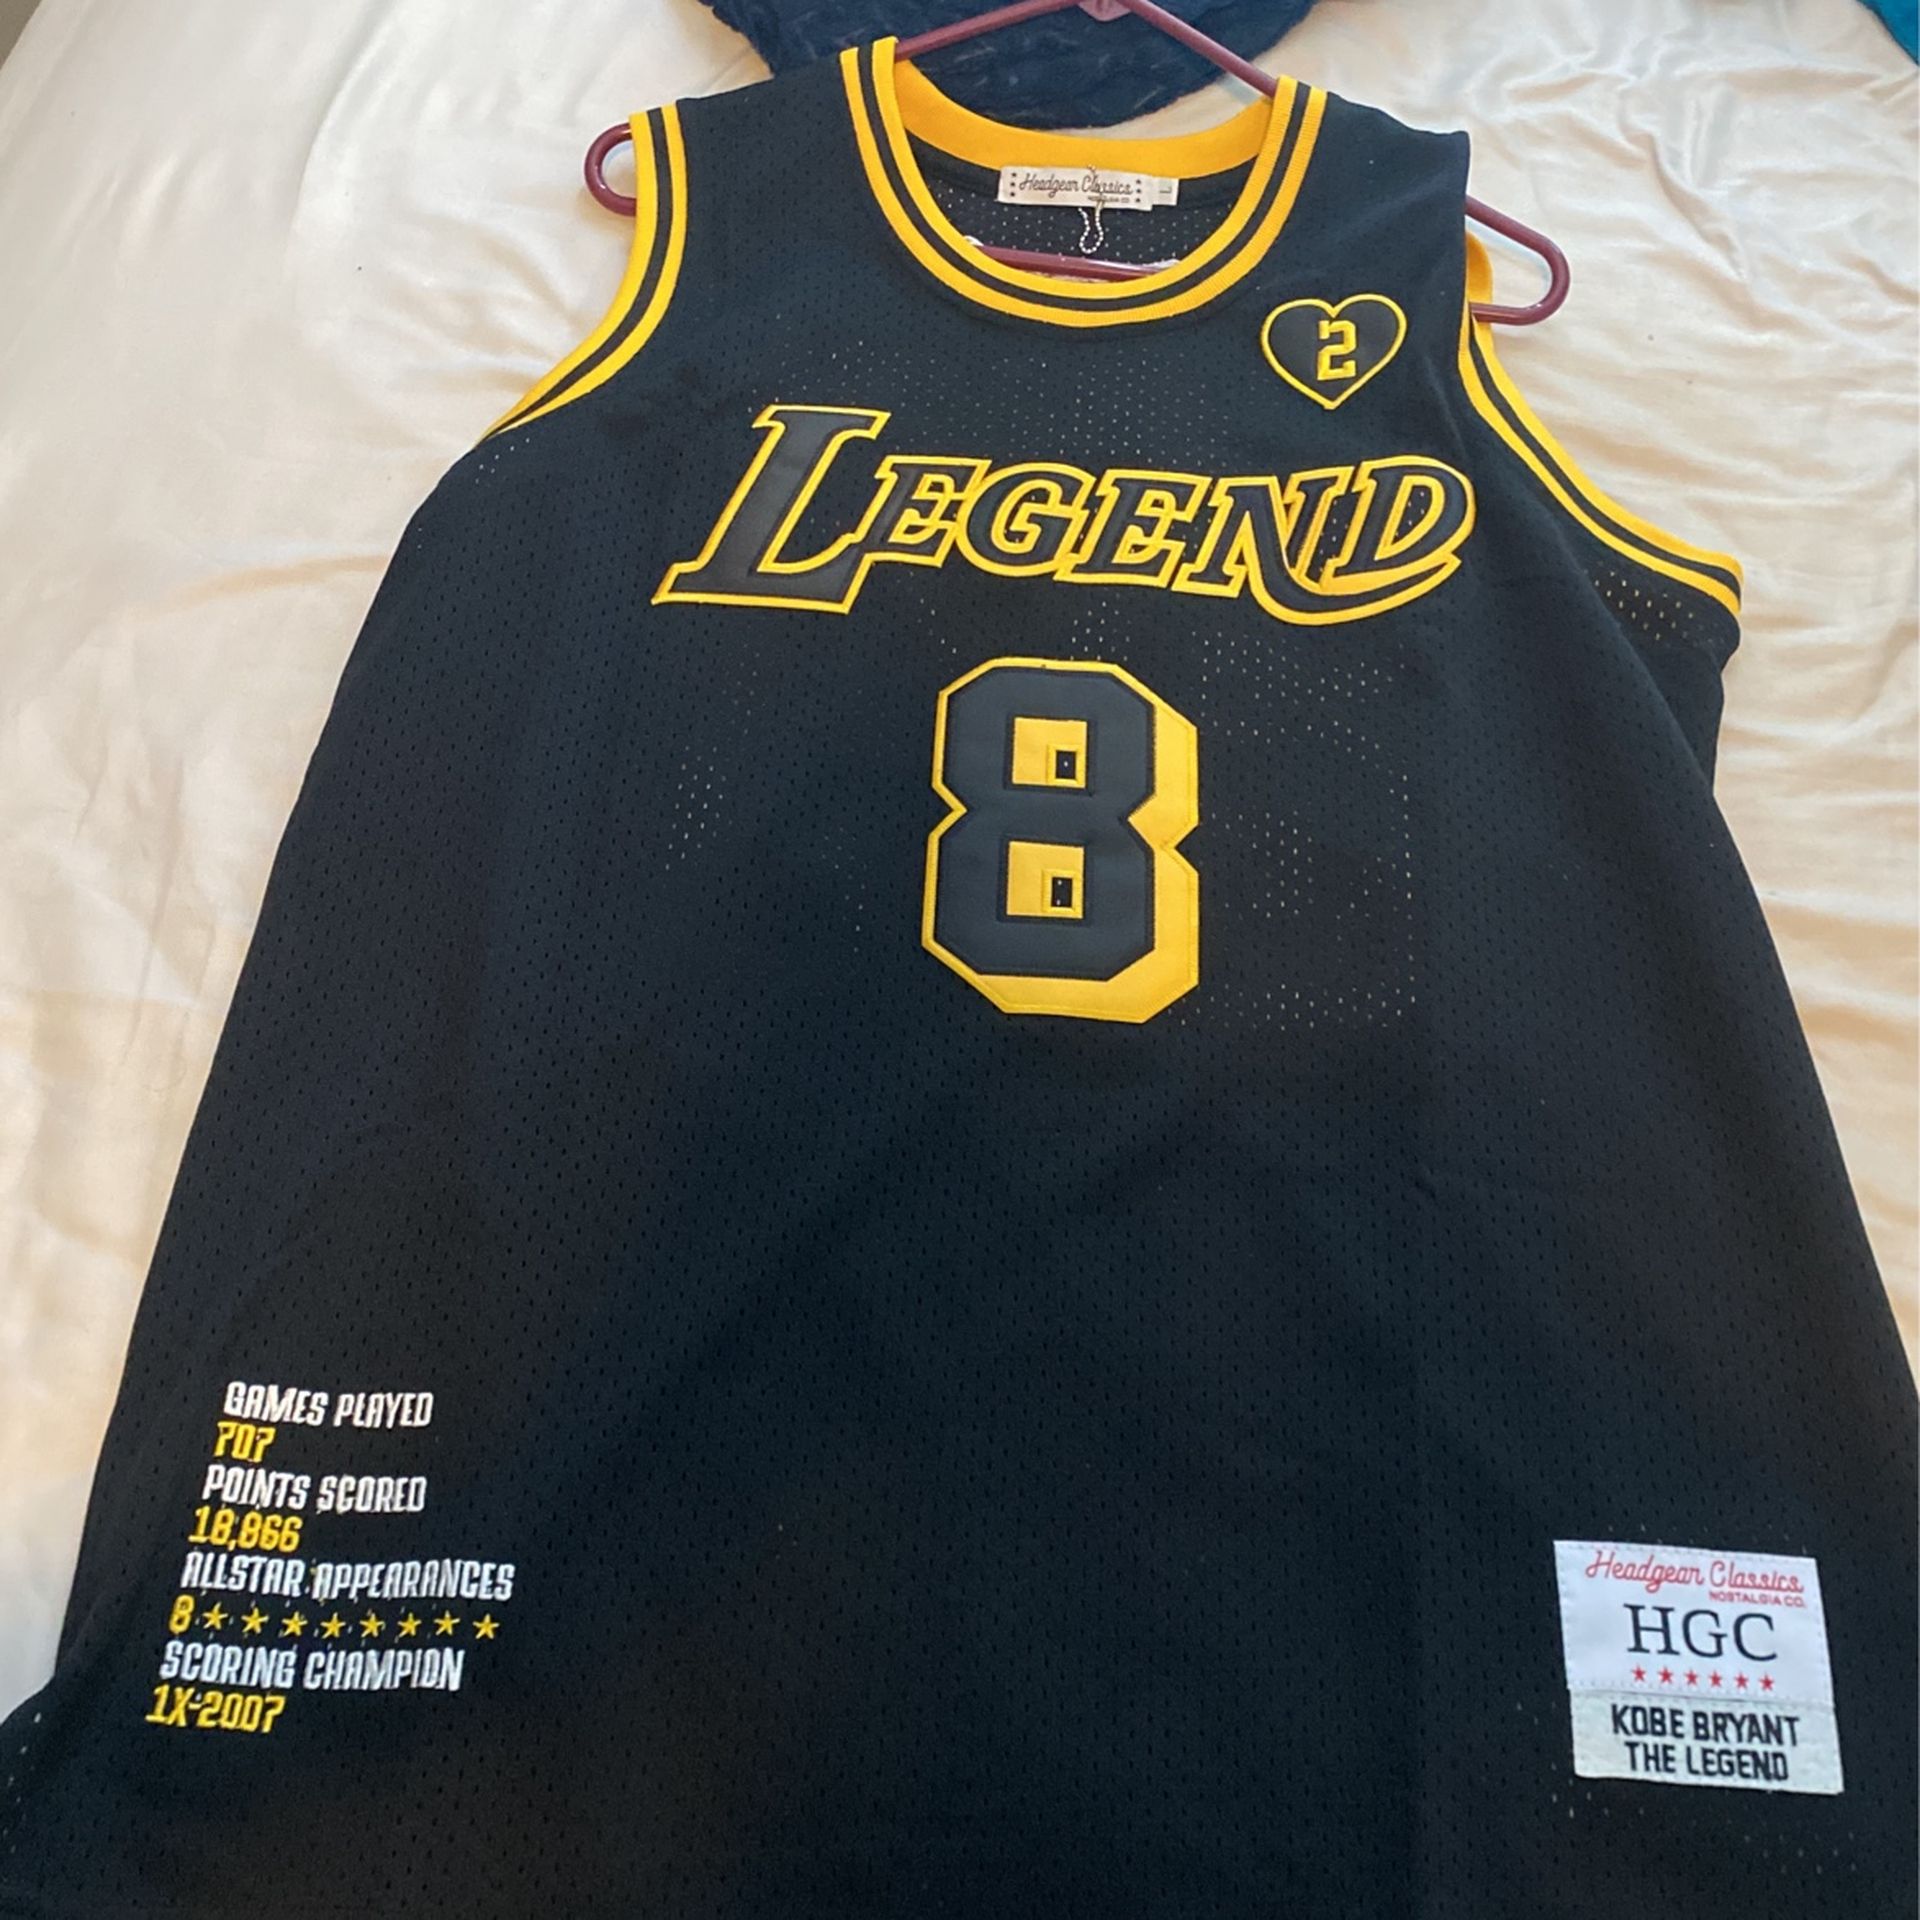 Headgear Classics
NOSTALGIA CO.
L
2
LEGEND
8
GAMES PLAYED
707
POINTS SCORED
18,866
ALLSTAR APPEARANCES
8 ★ ★ ★ ★ ★ ★ ★ ★
SCORING CHAMPION
1X-2007
Headgear Classics
NOSTALGIA CO.
HGC
KOBE BRYANT
THE LEGEND